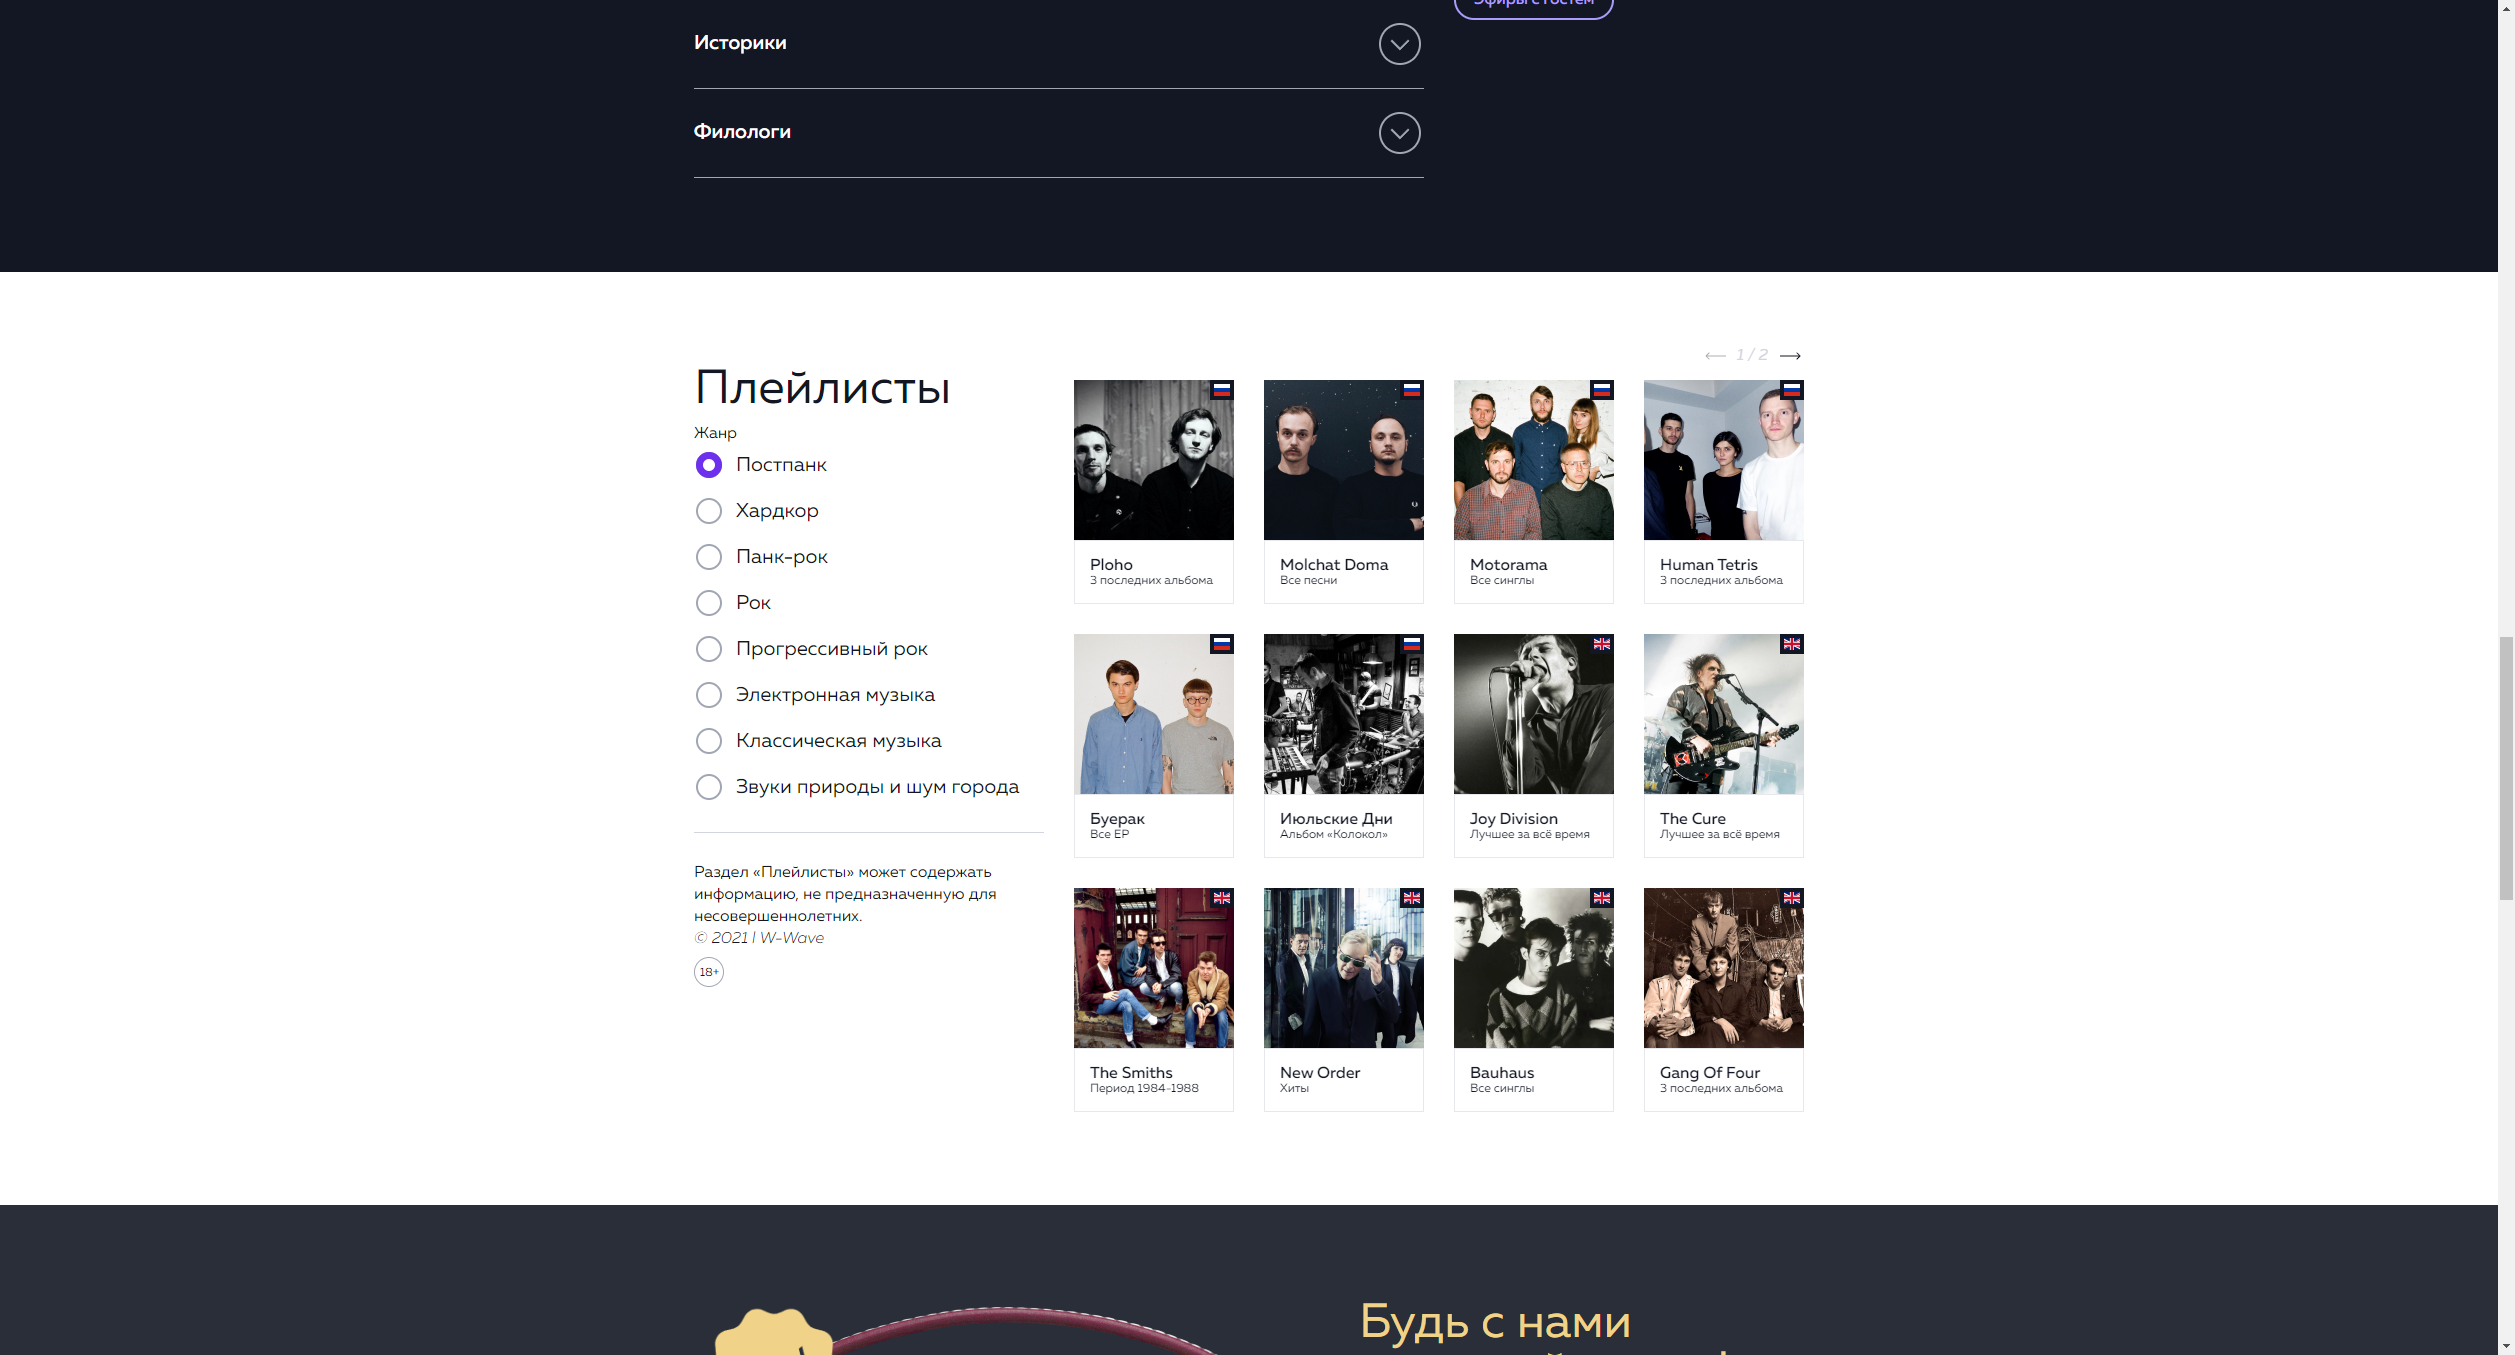 Эфиры с гостем
Историки
Филологи
1 / 2
Плейлисты
Жанр
Постпанк
Хардкор
Панк-рок
Рок
Прогрессивный рок
Электронная музыка
Классическая музыка
Звуки природы и шум города
Раздел «Плейлисты» может содержать
информацию, не предназначенную для
несовершеннолетних.
© 2021 | W-Wave
18+
Ploho
3 последних альбома
Molchat Doma
Все песни
Motorama
Все синглы
Human Tetris
3 последних альбома
Буерак
Все EP
Июльские Дни
Альбом «Колокол»
Joy Division
Лучшее за всё время
The Cure
Лучшее за всё время
The Smiths
Период 1984-1988
New Order
Хиты
Bauhaus
Все синглы
Gang Of Four
3 последних альбома
Будь с нами